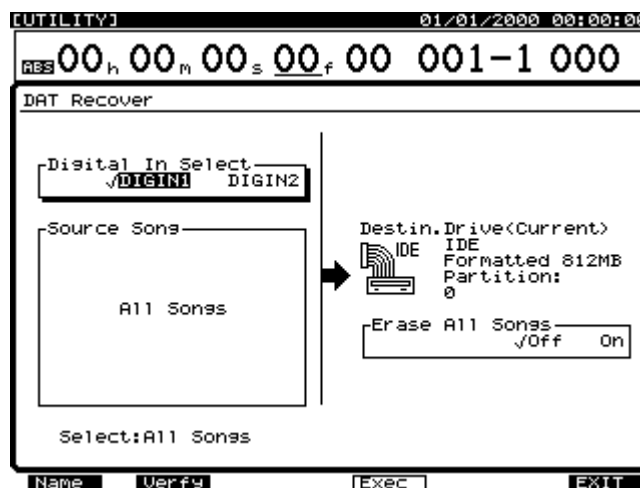 [UTILITY] 01/01/2000 00:00:00
ABS 00h 00m 00s 00f 00 001-1 000
DAT Recover
Digital In Select
√DIGIN1 DIGIN2
Source Song
All Songs
Select:All Songs
Destin.Drive(Current)
IDE
IDE
Formatted 812MB
Partition:
0
Erase All Songs
√Off On
Name Verfy Exec EXIT